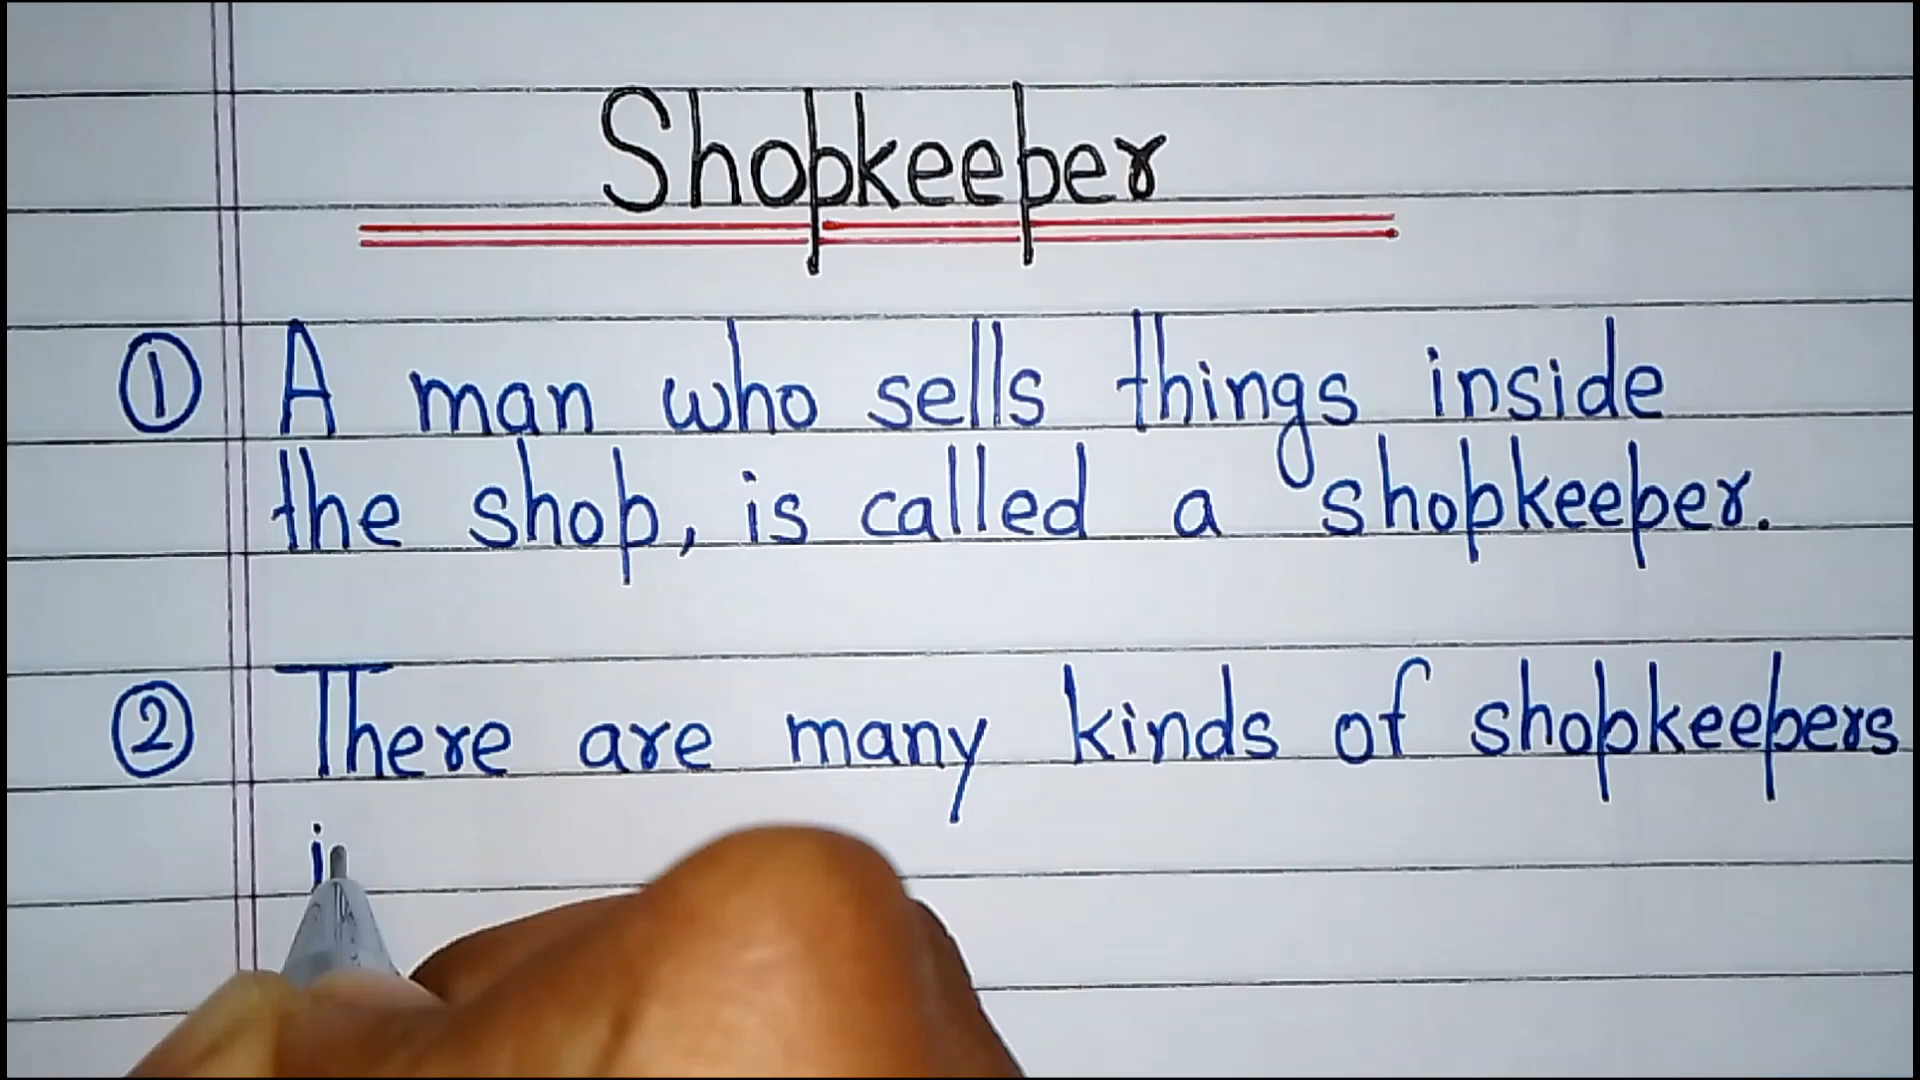 Shopkeeper
① A man who sells things inside
the shop, is called a shopkeeper.
② There are many kinds of shopkeepers
i